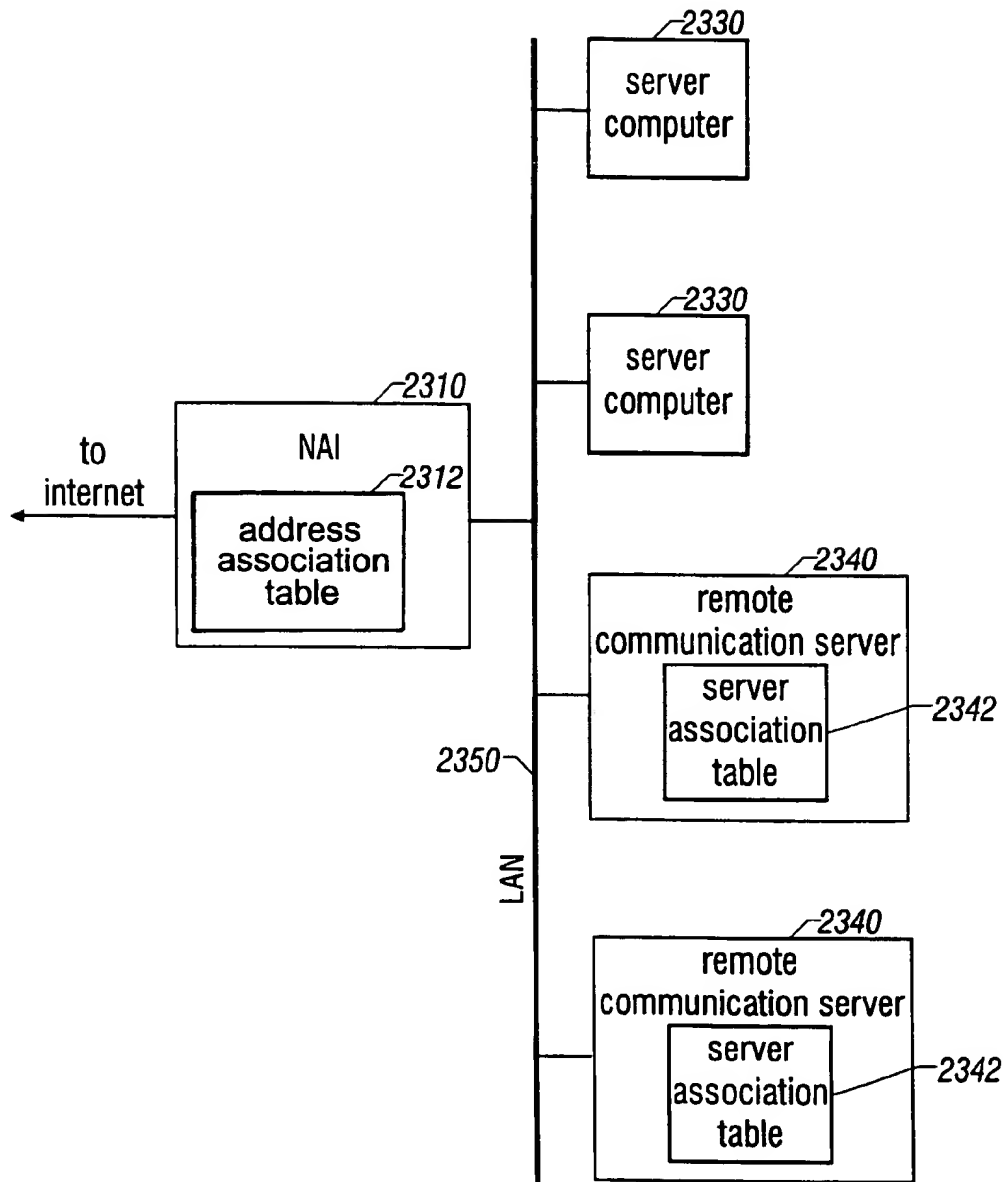 2330
server
computer
2330
server
computer
2310
NAI
to
internet
2312
address
association
table
2340
remote
communication server
server
association
table
2342
2350
LAN
2340
remote
communication server
server
association
table
2342